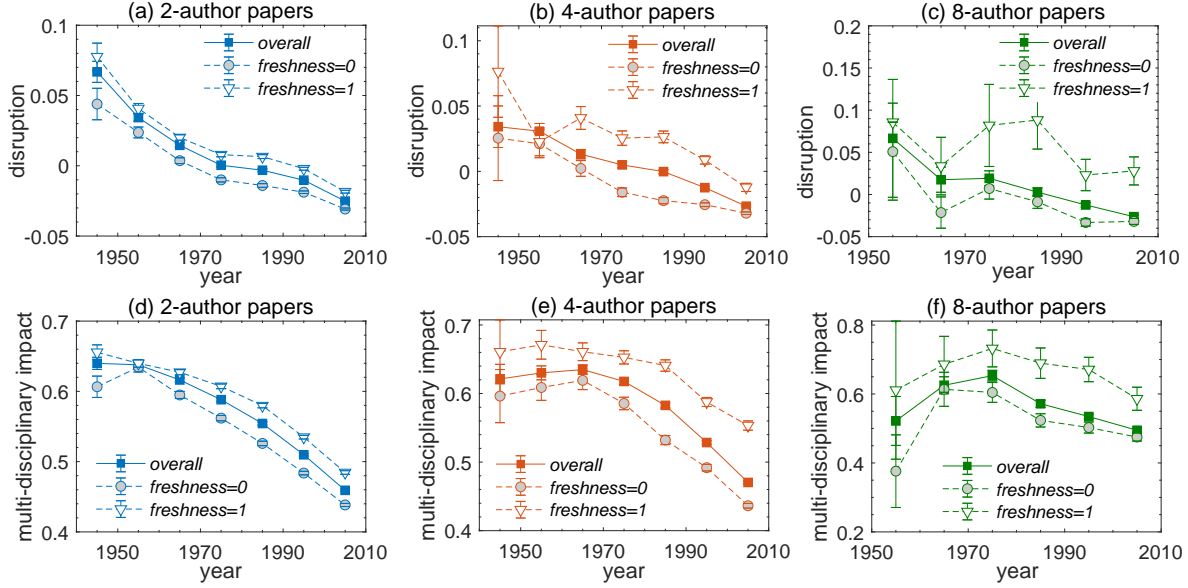 (a) 2-author papers
0.1
0.05
0
-0.05
disruption
overall
freshness=0
freshness=1
1950
1970
1990
2010
year
(b) 4-author papers
0.1
0.05
0
-0.05
disruption
overall
freshness=0
freshness=1
1950
1970
1990
2010
year
(c) 8-author papers
0.2
0.15
0.1
0.05
0
-0.05
disruption
overall
freshness=0
freshness=1
1950
1970
1990
2010
year
(d) 2-author papers
0.7
0.6
0.5
0.4
multi-disciplinary impact
overall
freshness=0
freshness=1
1950
1970
1990
2010
year
(e) 4-author papers
0.7
0.6
0.5
0.4
multi-disciplinary impact
overall
freshness=0
freshness=1
1950
1970
1990
2010
year
(f) 8-author papers
0.8
0.6
0.4
0.2
multi-disciplinary impact
overall
freshness=0
freshness=1
1950
1970
1990
2010
year